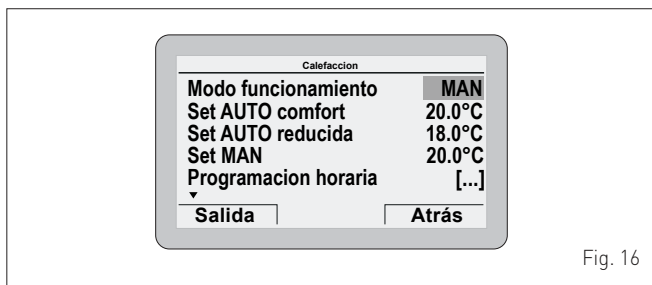 Calefaccion
Modo funcionamiento MAN
Set AUTO comfort 20.0°C
Set AUTO reducida 18.0°C
Set MAN 20.0°C
Programacion horaria [...]
Salida Atrás
Fig. 16